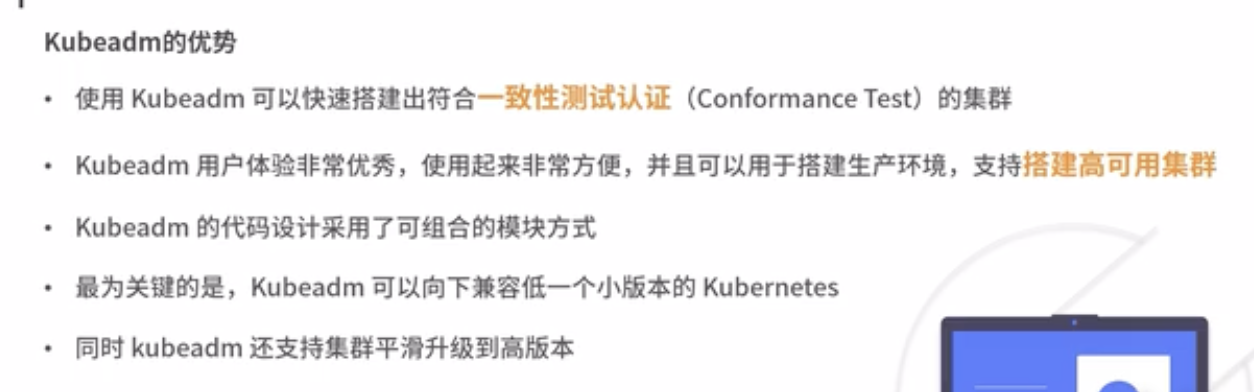 Kubeadm的优势
• 使用 Kubeadm 可以快速搭建出符合一致性测试认证（Conformance Test）的集群
• Kubeadm 用户体验非常优秀，使用起来非常方便，并且可以用于搭建生产环境，支持搭建高可用集群
• Kubeadm 的代码设计采用了可组合的模块方式
• 最为关键的是，Kubeadm 可以向下兼容低一个小版本的 Kubernetes
• 同时 kubeadm 还支持集群平滑升级到高版本